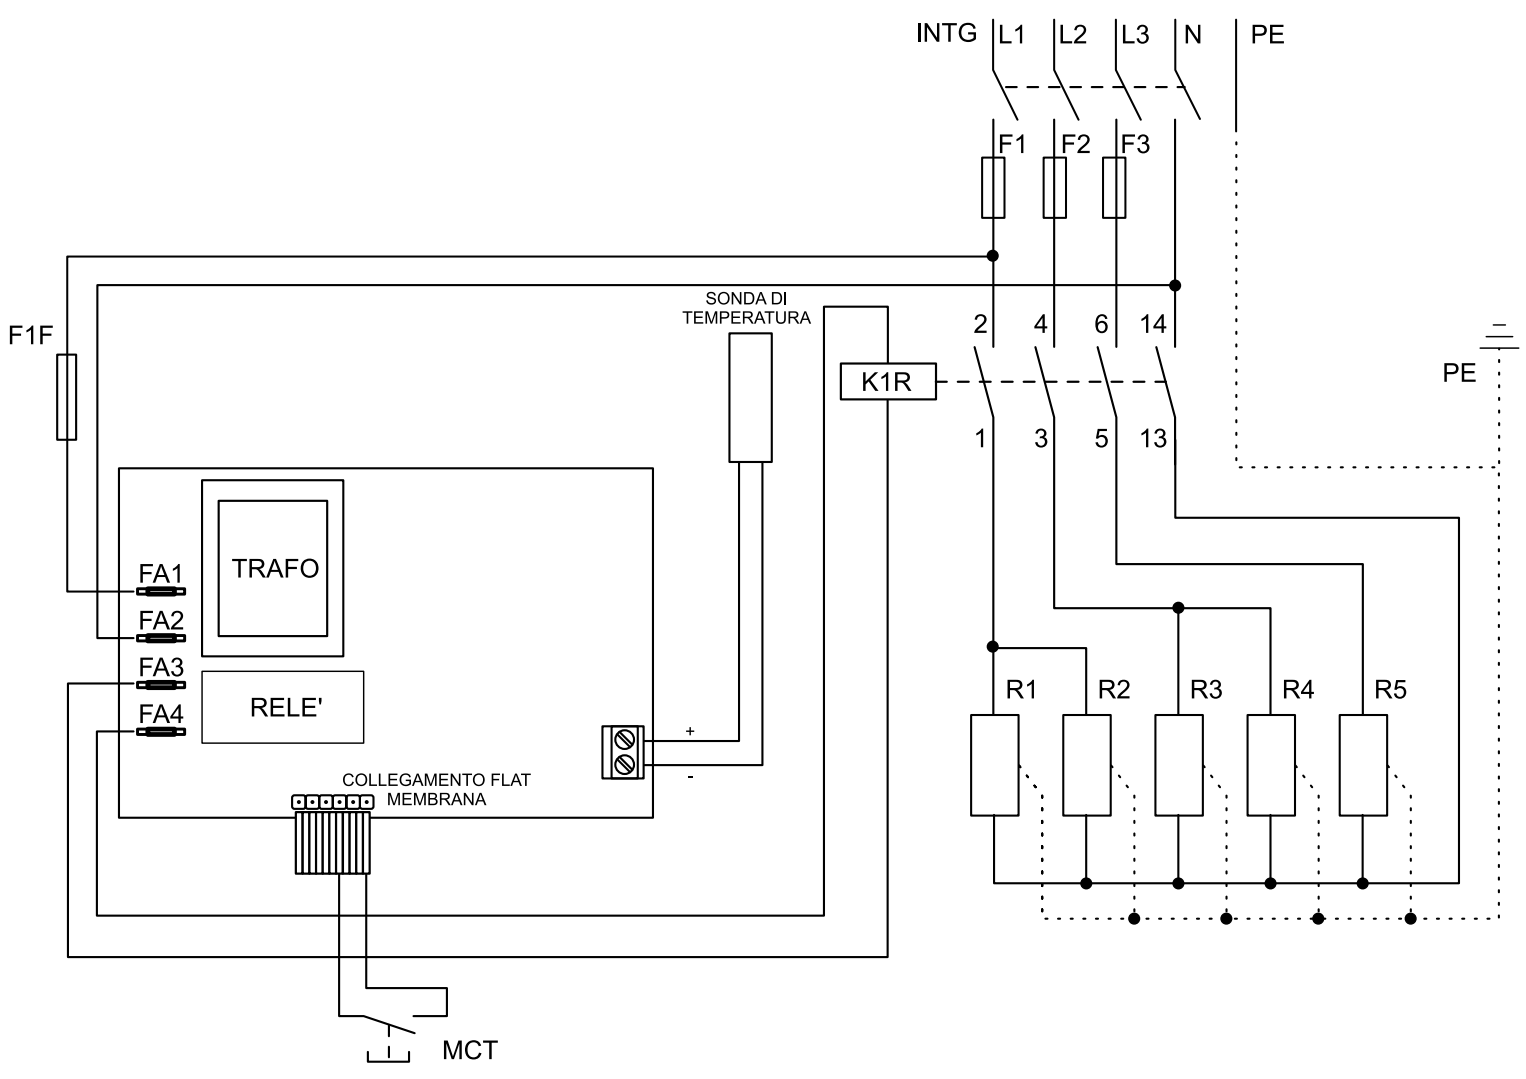 INTG L1 L2 L3 N PE
F1 F2 F3
SONDA DI
TEMPERATURA
F1F
2 4 6 14
K1R
PE
1 3 5 13
TRAFO
FA1
FA2
FA3
FA4
RELE'
R1 R2 R3 R4 R5
+
-
COLLEGAMENTO FLAT
MEMBRANA
MCT